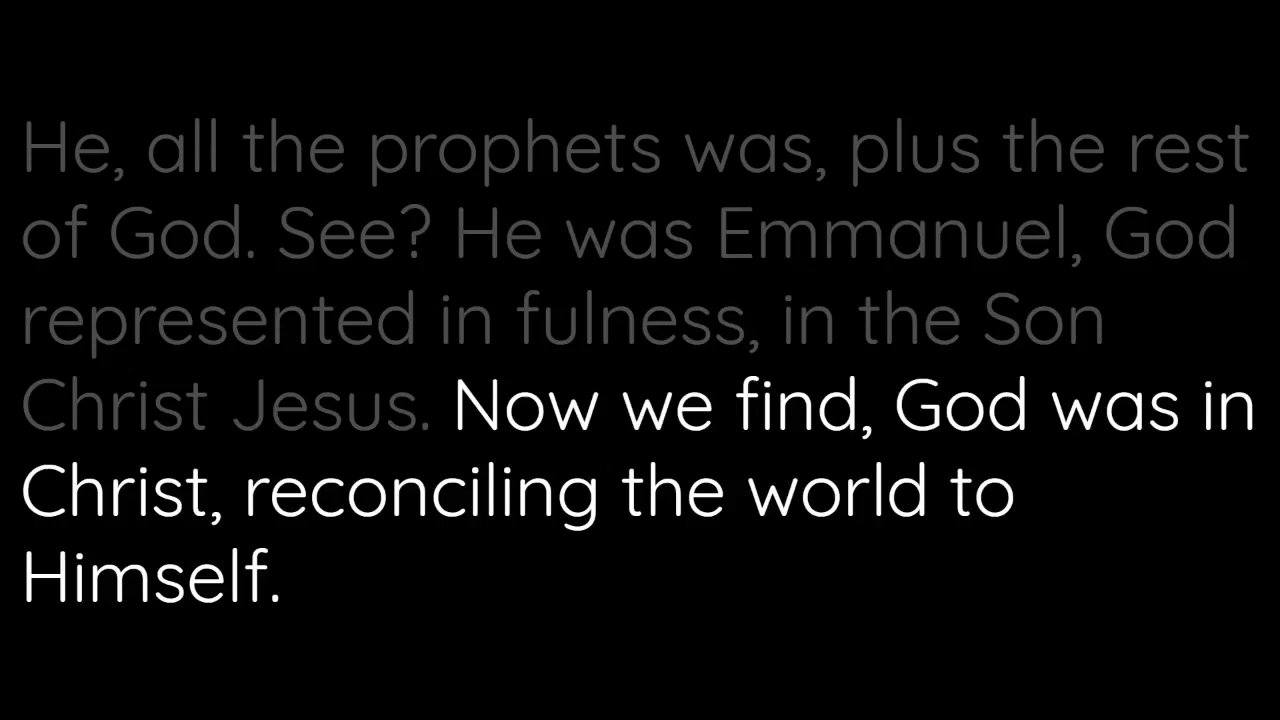 He, all the prophets was, plus the rest
of God. See? He was Emmanuel, God
represented in fulness, in the Son
Christ Jesus. Now we find, God was in
Christ, reconciling the world to
Himself.